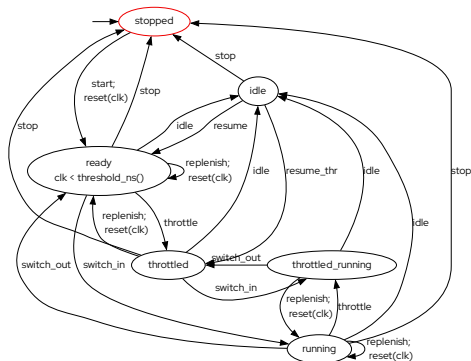 stopped
stop
start;
reset(clk)
stop
idle
stop
idle
resume
ready
clk < threshold_ns()
replenish;
reset(clk)
idle
resume_thr
idle
stop
replenish;
reset(clk)
throttle
idle
switch_out
switch_in
throttled
switch_out
throttled_running
switch_in
replenish;
reset(clk)
throttle
running
replenish;
reset(clk)